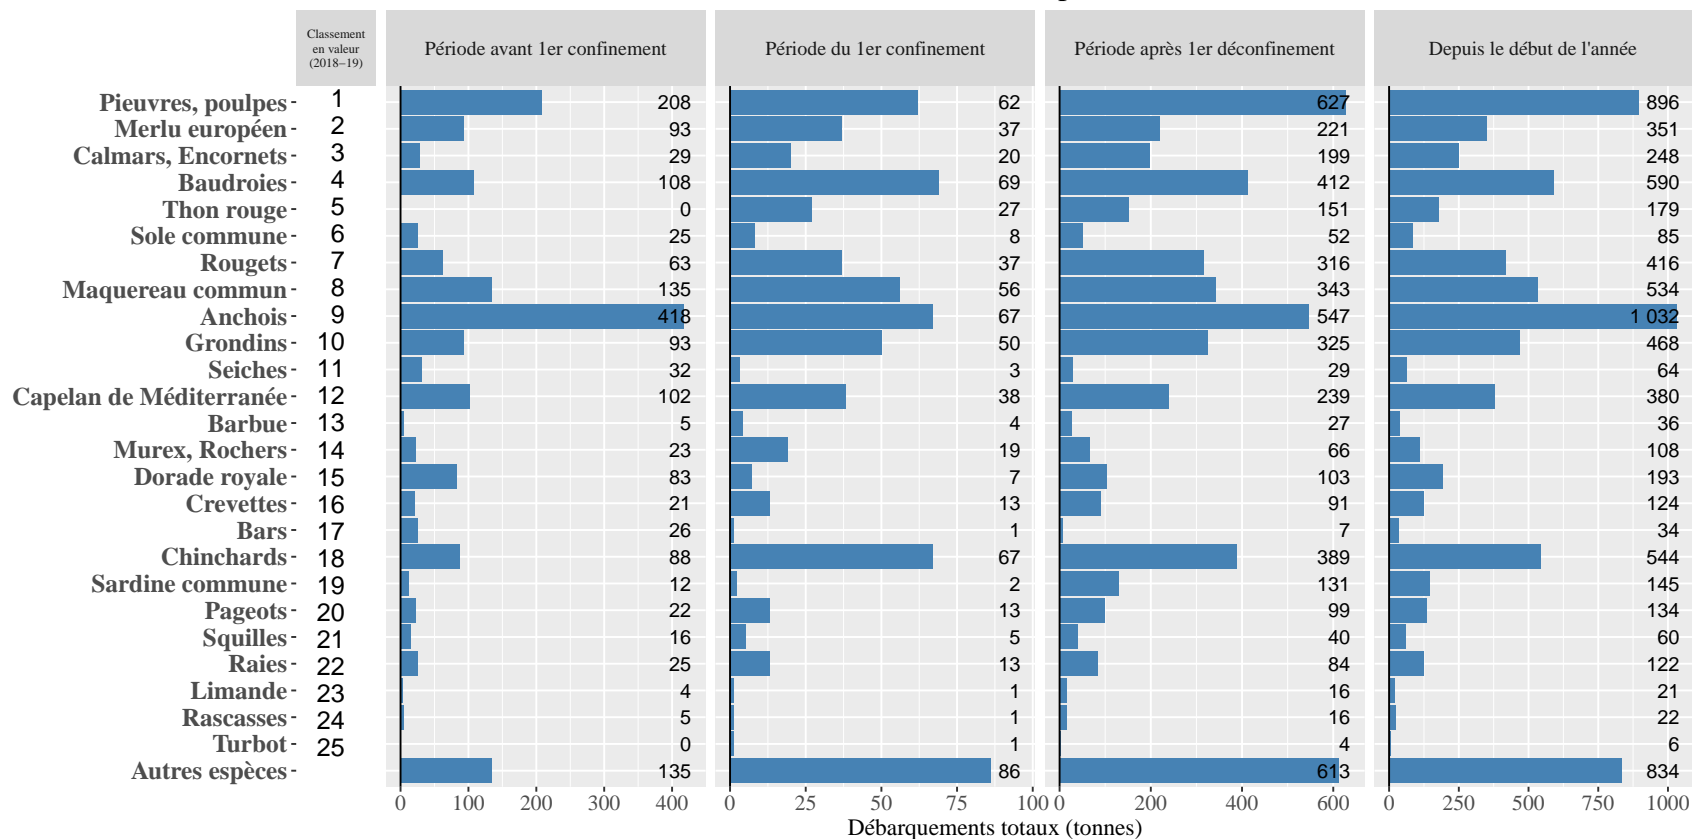 Classement
en valeur
(2018−19)
Période avant 1er confinement
Période du 1er confinement
Période après 1er déconfinement
Depuis le début de l'année
Pieuvres, poulpes 1 208 62 627 896
Merlu européen 2 93 37 221 351
Calmars, Encornets 3 29 20 199 248
Baudroies 4 108 69 412 590
Thon rouge 5 0 27 151 179
Sole commune 6 25 8 52 85
Rougets 7 63 37 316 416
Maquereau commun 8 135 56 343 534
Anchois 9 418 67 547 1 032
Grondins 10 93 50 325 468
Seiches 11 32 3 29 64
Capelan de Méditerranée 12 102 38 239 380
Barbue 13 5 4 27 36
Murex, Rochers 14 23 19 66 108
Dorade royale 15 83 7 103 193
Crevettes 16 21 13 91 124
Bars 17 26 1 7 34
Chinchards 18 88 67 389 544
Sardine commune 19 12 2 131 145
Pageots 20 22 13 99 134
Squilles 21 16 5 40 60
Raies 22 25 13 84 122
Limande 23 4 1 16 21
Rascasses 24 5 1 16 22
Turbot 25 0 1 4 6
Autres espèces 135 86 613 834
0 100 200 300 400 0 25 50 75 100 0 200 400 600 0 250 500 750 1000
Débarquements totaux (tonnes)